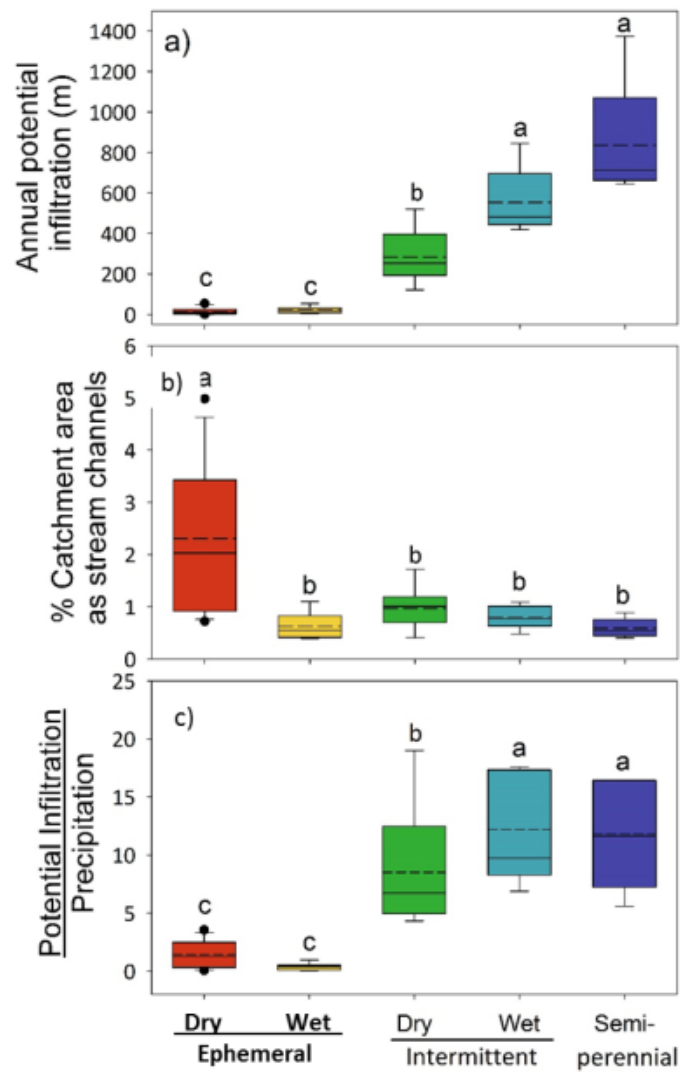 Annual potential
infiltration (m)
a)
1400
1200
1000
800
600
400
200
0
c
c
b
a
a
% Catchment area
as stream channels
b)
6
5
4
3
2
1
0
a
b
b
b
b
Potential Infiltration
Precipitation
c)
25
20
15
10
5
0
c
c
b
a
a
Dry Wet Dry Wet Semi-
Ephemeral Intermittent perennial